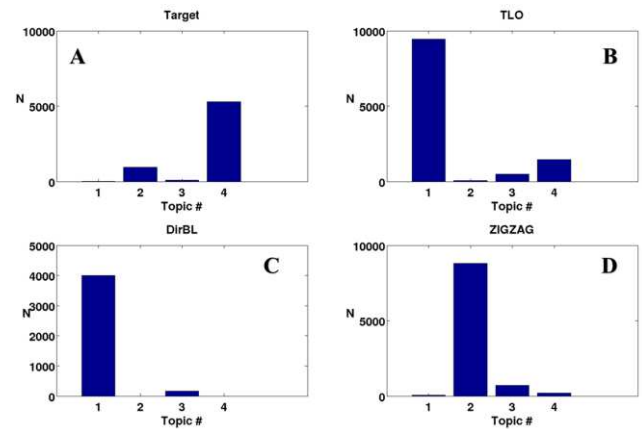 Target
10000
A
N
5000
0
1 2 3 4
Topic #
TLO
10000
B
N
5000
0
1 2 3 4
Topic #
DirBL
5000
C
4000
N
3000
2000
1000
0
1 2 3 4
Topic #
ZIGZAG
10000
D
N
5000
0
1 2 3 4
Topic #